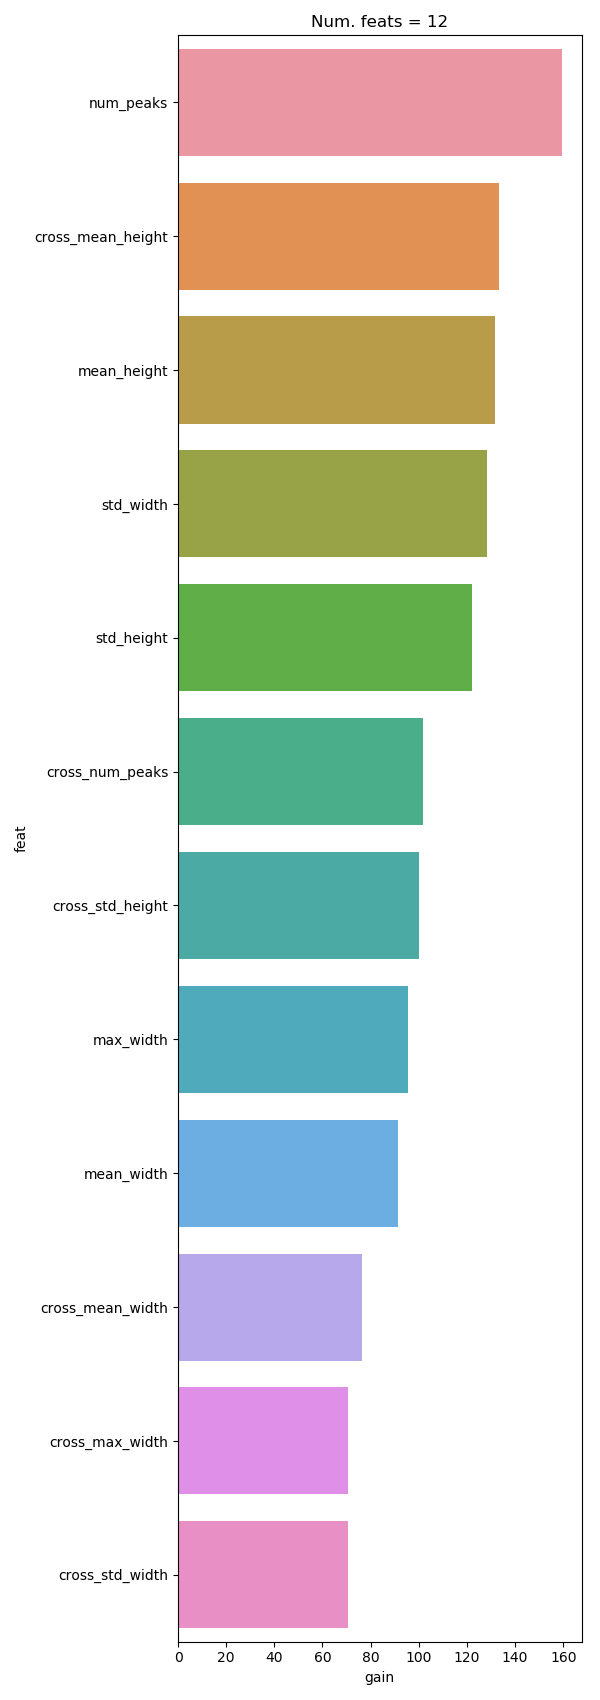 Num. feats = 12
num_peaks
cross_mean_height
mean_height
std_width
std_height
cross_num_peaks
feat
cross_std_height
max_width
mean_width
cross_mean_width
cross_max_width
cross_std_width
0 20 40 60 80 100 120 140 160
gain